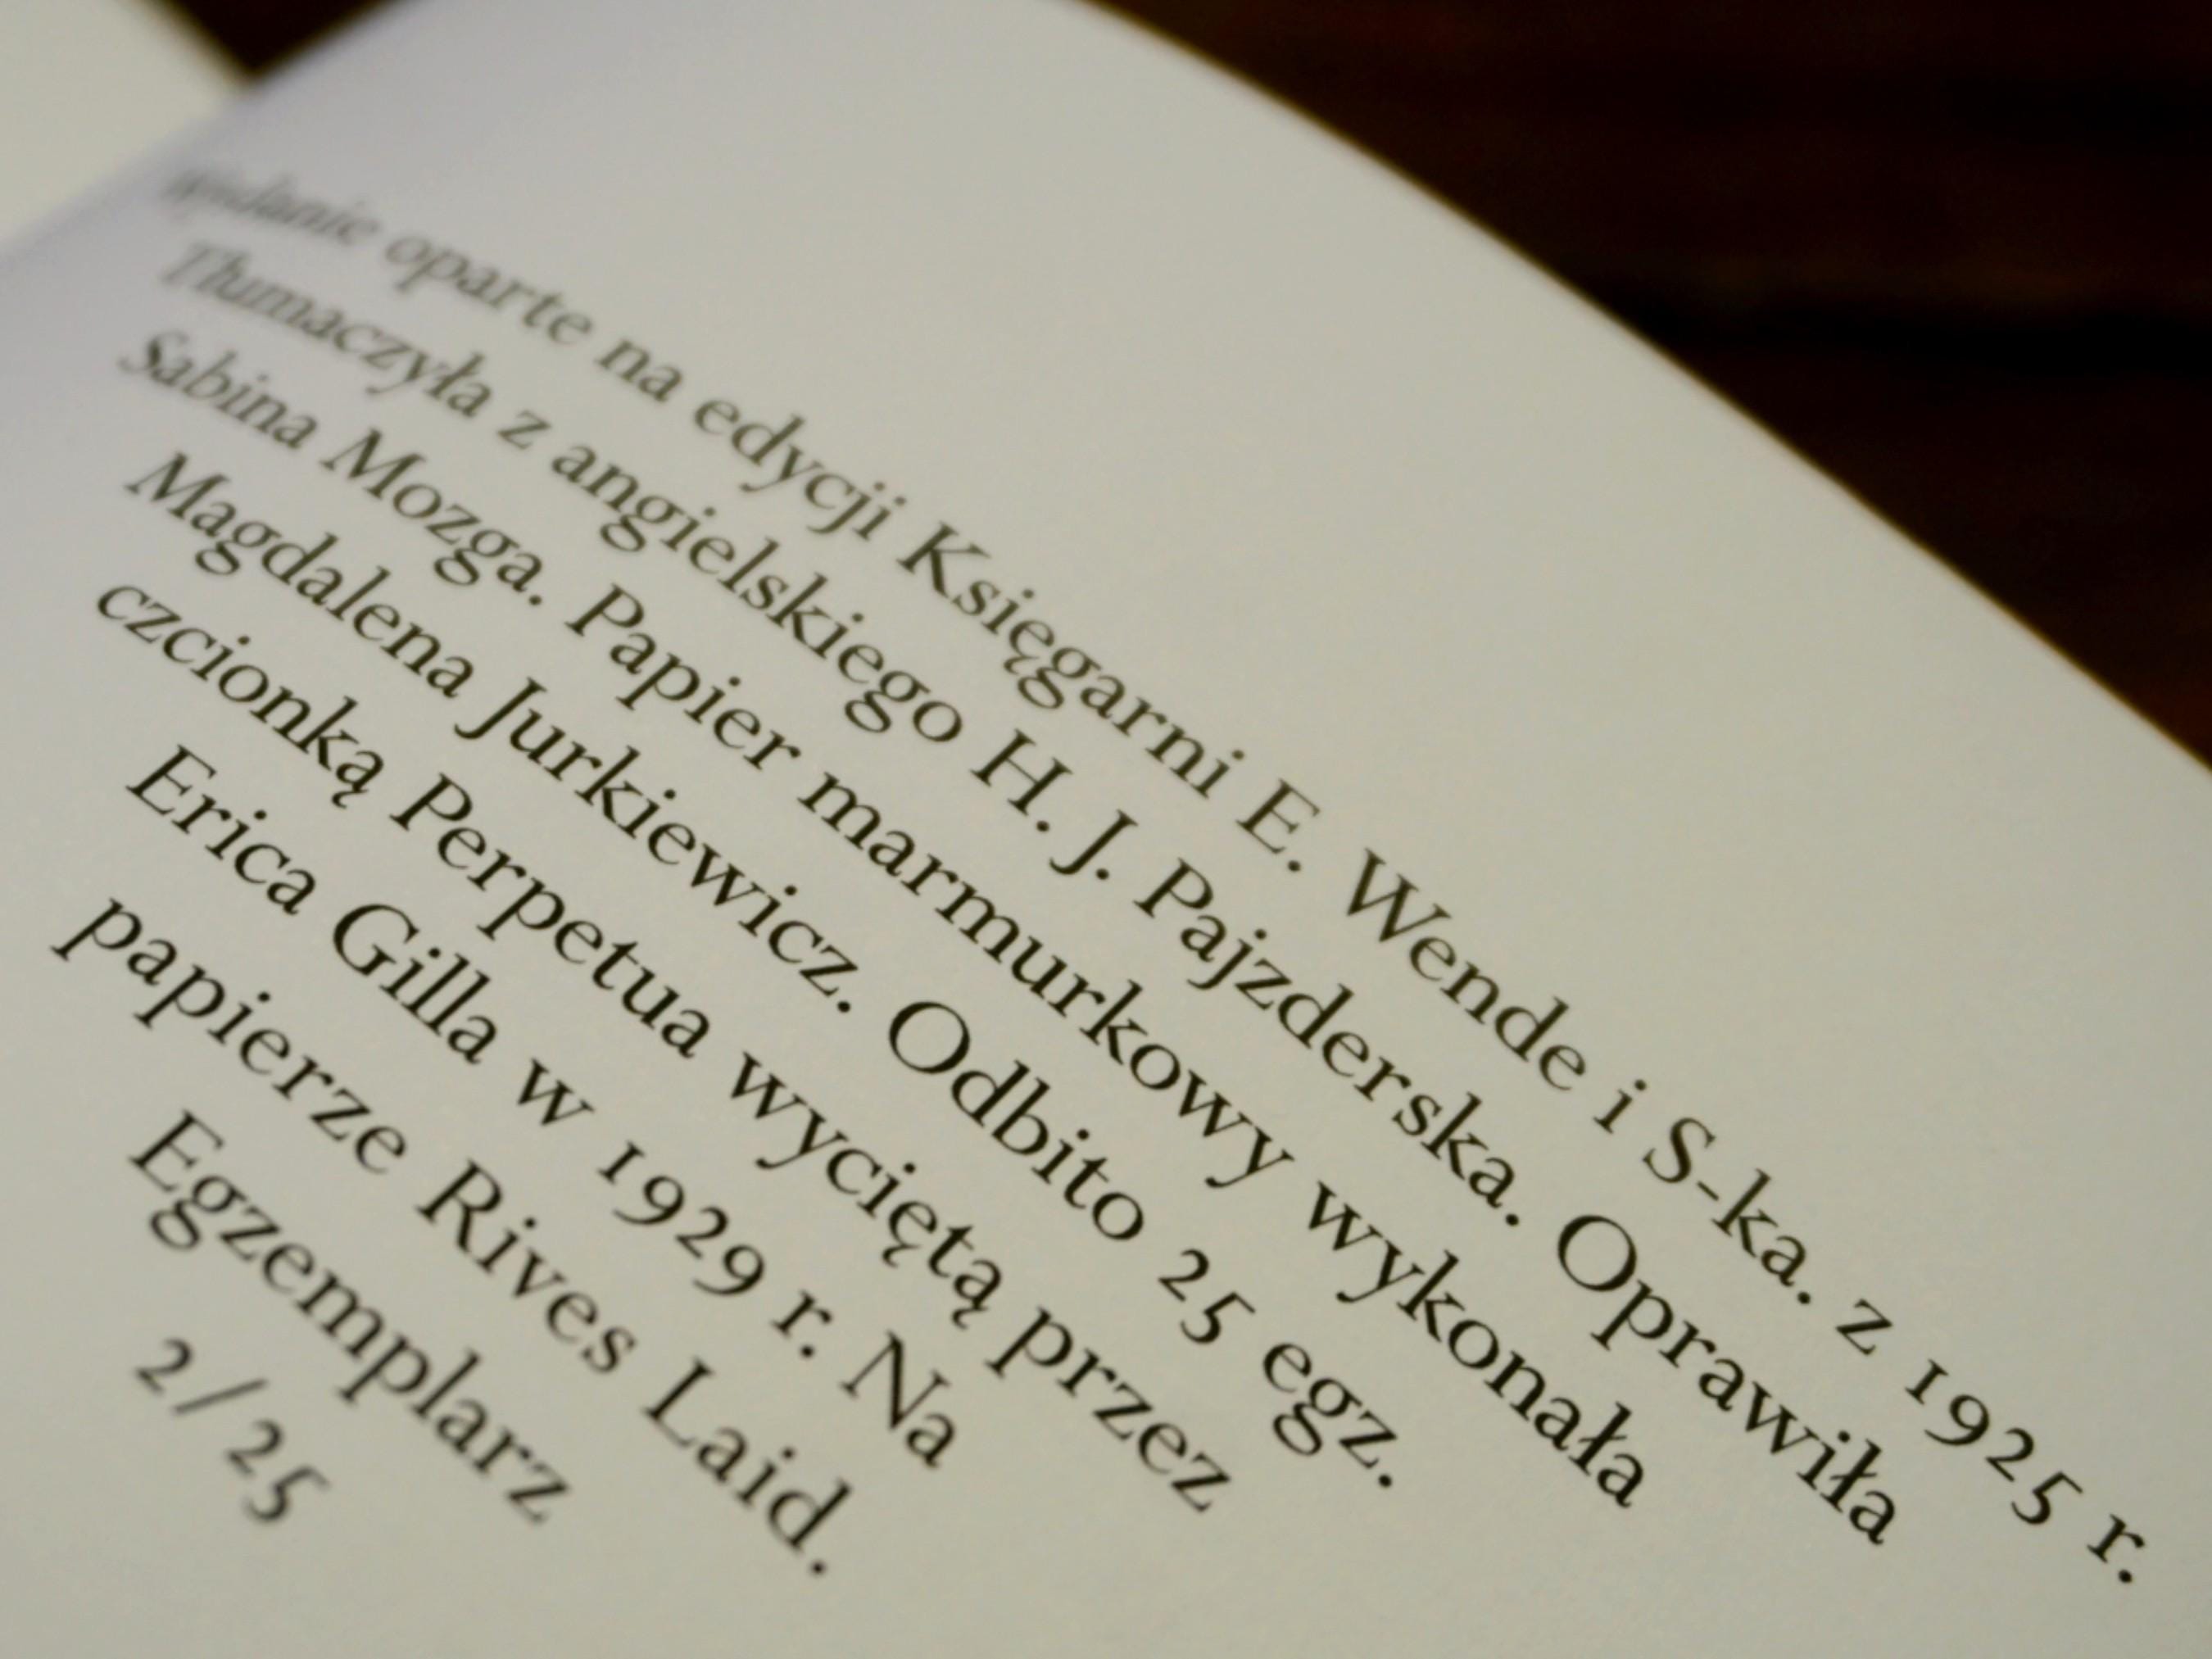 wydanie oparte na edycji Księgarni E. Wende i S-ka. z 1925 r.
Tłumaczyła z angielskiego H. J. Pajzderska. Oprawiła
Sabina Mozga. Papier marmurkowy wykonała
Magdalena Jurkiewicz. Odbito 25 egz.
czcionką Perpetua wyciętą przez
Erica Gilla w 1929 r. Na
papierze Rives Laid.
Egzemplarz
2/25